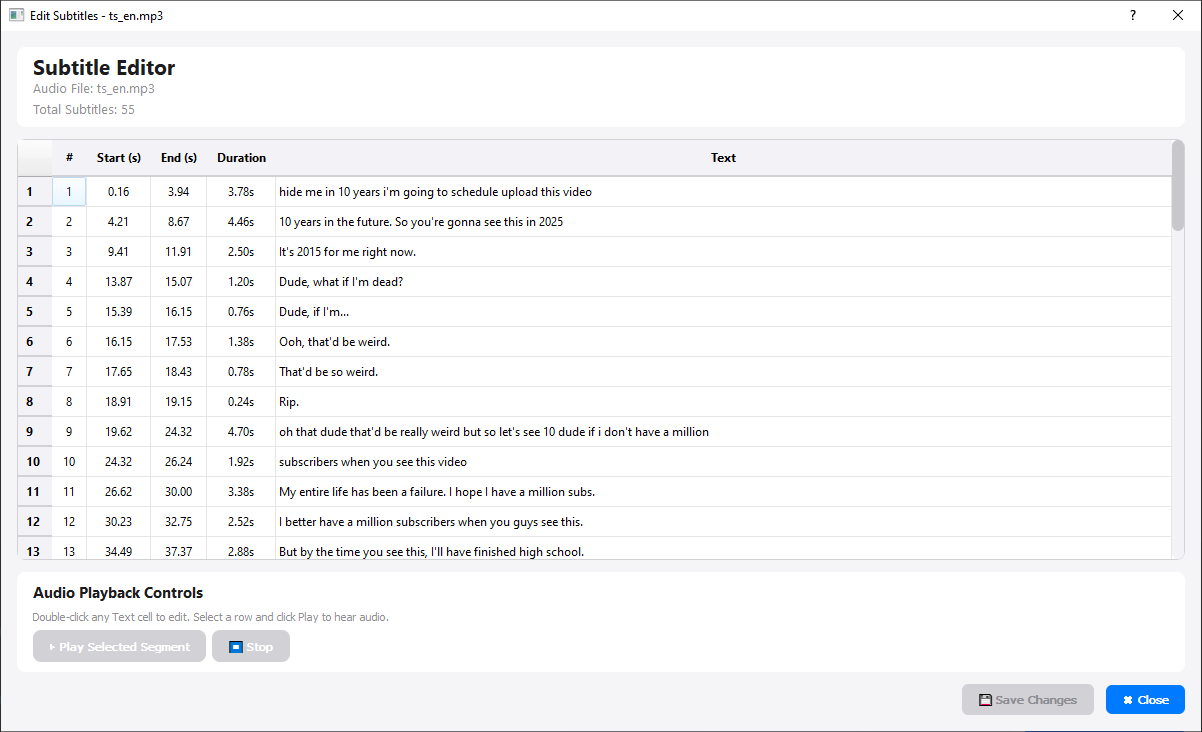 Edit Subtitles - ts_en.mp3
?
Subtitle Editor
Audio File: ts_en.mp3
Total Subtitles: 55
# Start (s) End (s) Duration Text
1 1 0.16 3.94 3.78s hide me in 10 years i'm going to schedule upload this video
2 2 4.21 8.67 4.46s 10 years in the future. So you're gonna see this in 2025
3 3 9.41 11.91 2.50s It's 2015 for me right now.
4 4 13.87 15.07 1.20s Dude, what if I'm dead?
5 5 15.39 16.15 0.76s Dude, if I'm...
6 6 16.15 17.53 1.38s Ooh, that'd be weird.
7 7 17.65 18.43 0.78s That'd be so weird.
8 8 18.91 19.15 0.24s Rip.
9 9 19.62 24.32 4.70s oh that dude that'd be really weird but so let's see 10 dude if i don't have a million
10 10 24.32 26.24 1.92s subscribers when you see this video
11 11 26.62 30.00 3.38s My entire life has been a failure. I hope I have a million subs.
12 12 30.23 32.75 2.52s I better have a million subscribers when you guys see this.
13 13 34.49 37.37 2.88s But by the time you see this, I'll have finished high school.
Audio Playback Controls
Double-click any Text cell to edit. Select a row and click Play to hear audio.
Play Selected Segment Stop
Save Changes Close